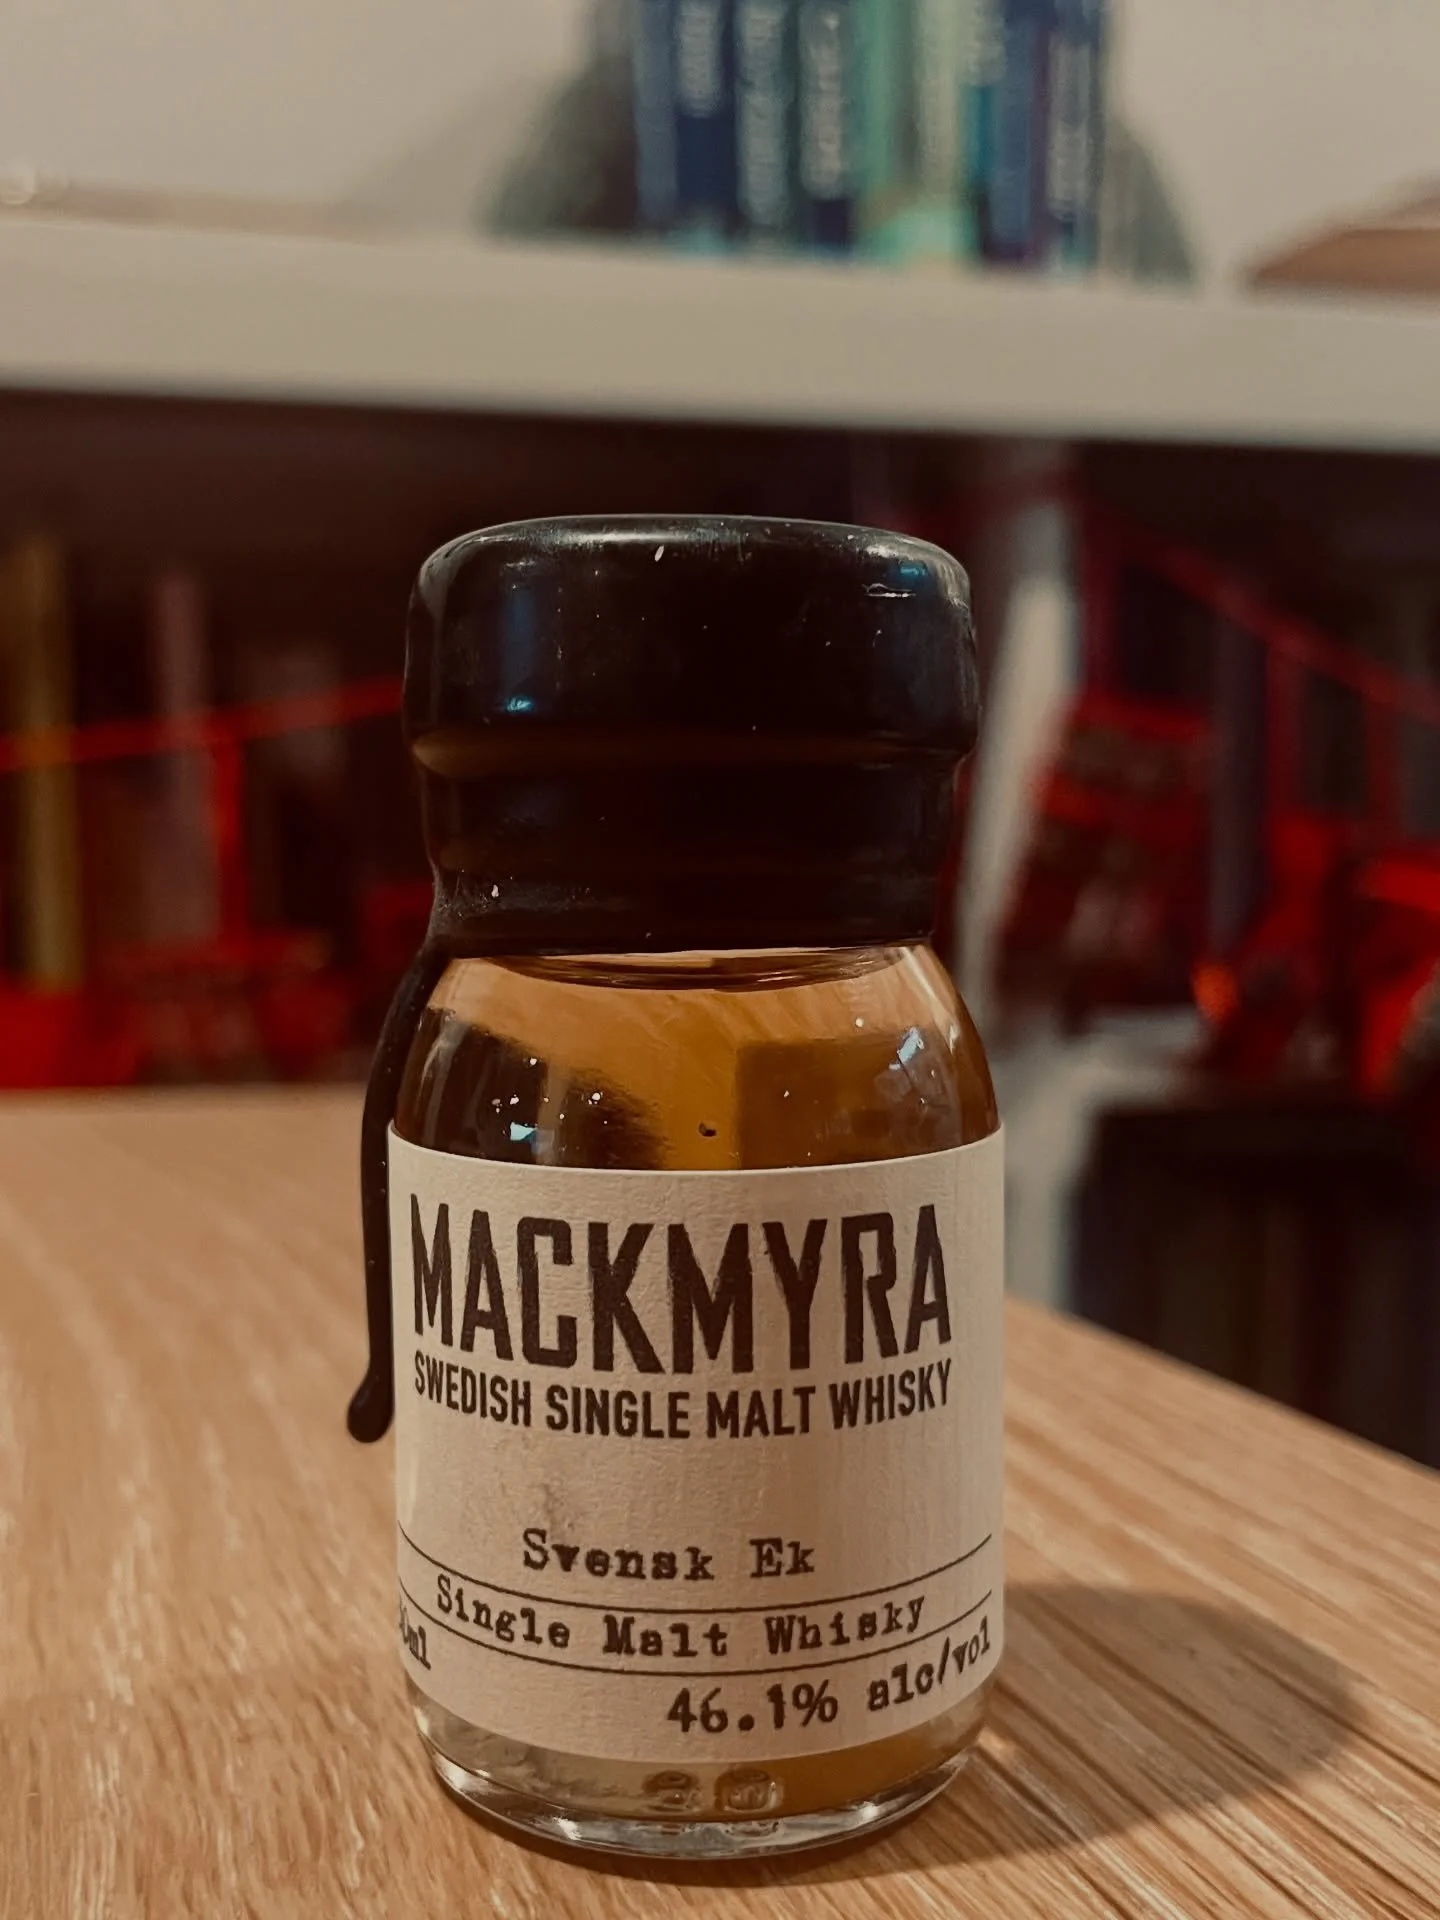 MACKMYRA
SWEDISH SINGLE MALT WHISKY
Svensk Ek
Single Malt Whisky
46.1% alc/vol